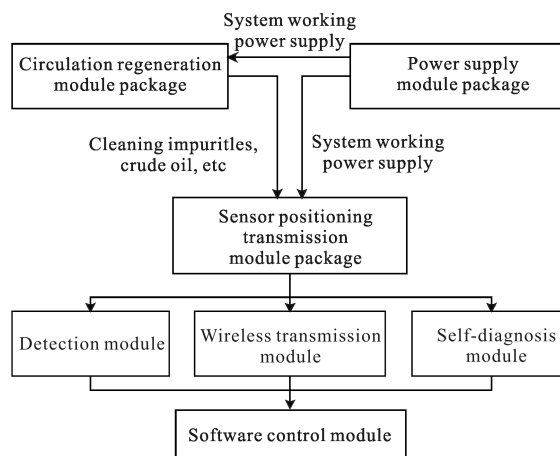 System working
power supply
Circulation regeneration
module package
Power supply
module package
Cleaning impuritles,
crude oil, etc
System working
power supply
Sensor positioning
transmission
module package
Detection module
Wireless transmission
module
Self-diagnosis
module
Software control module